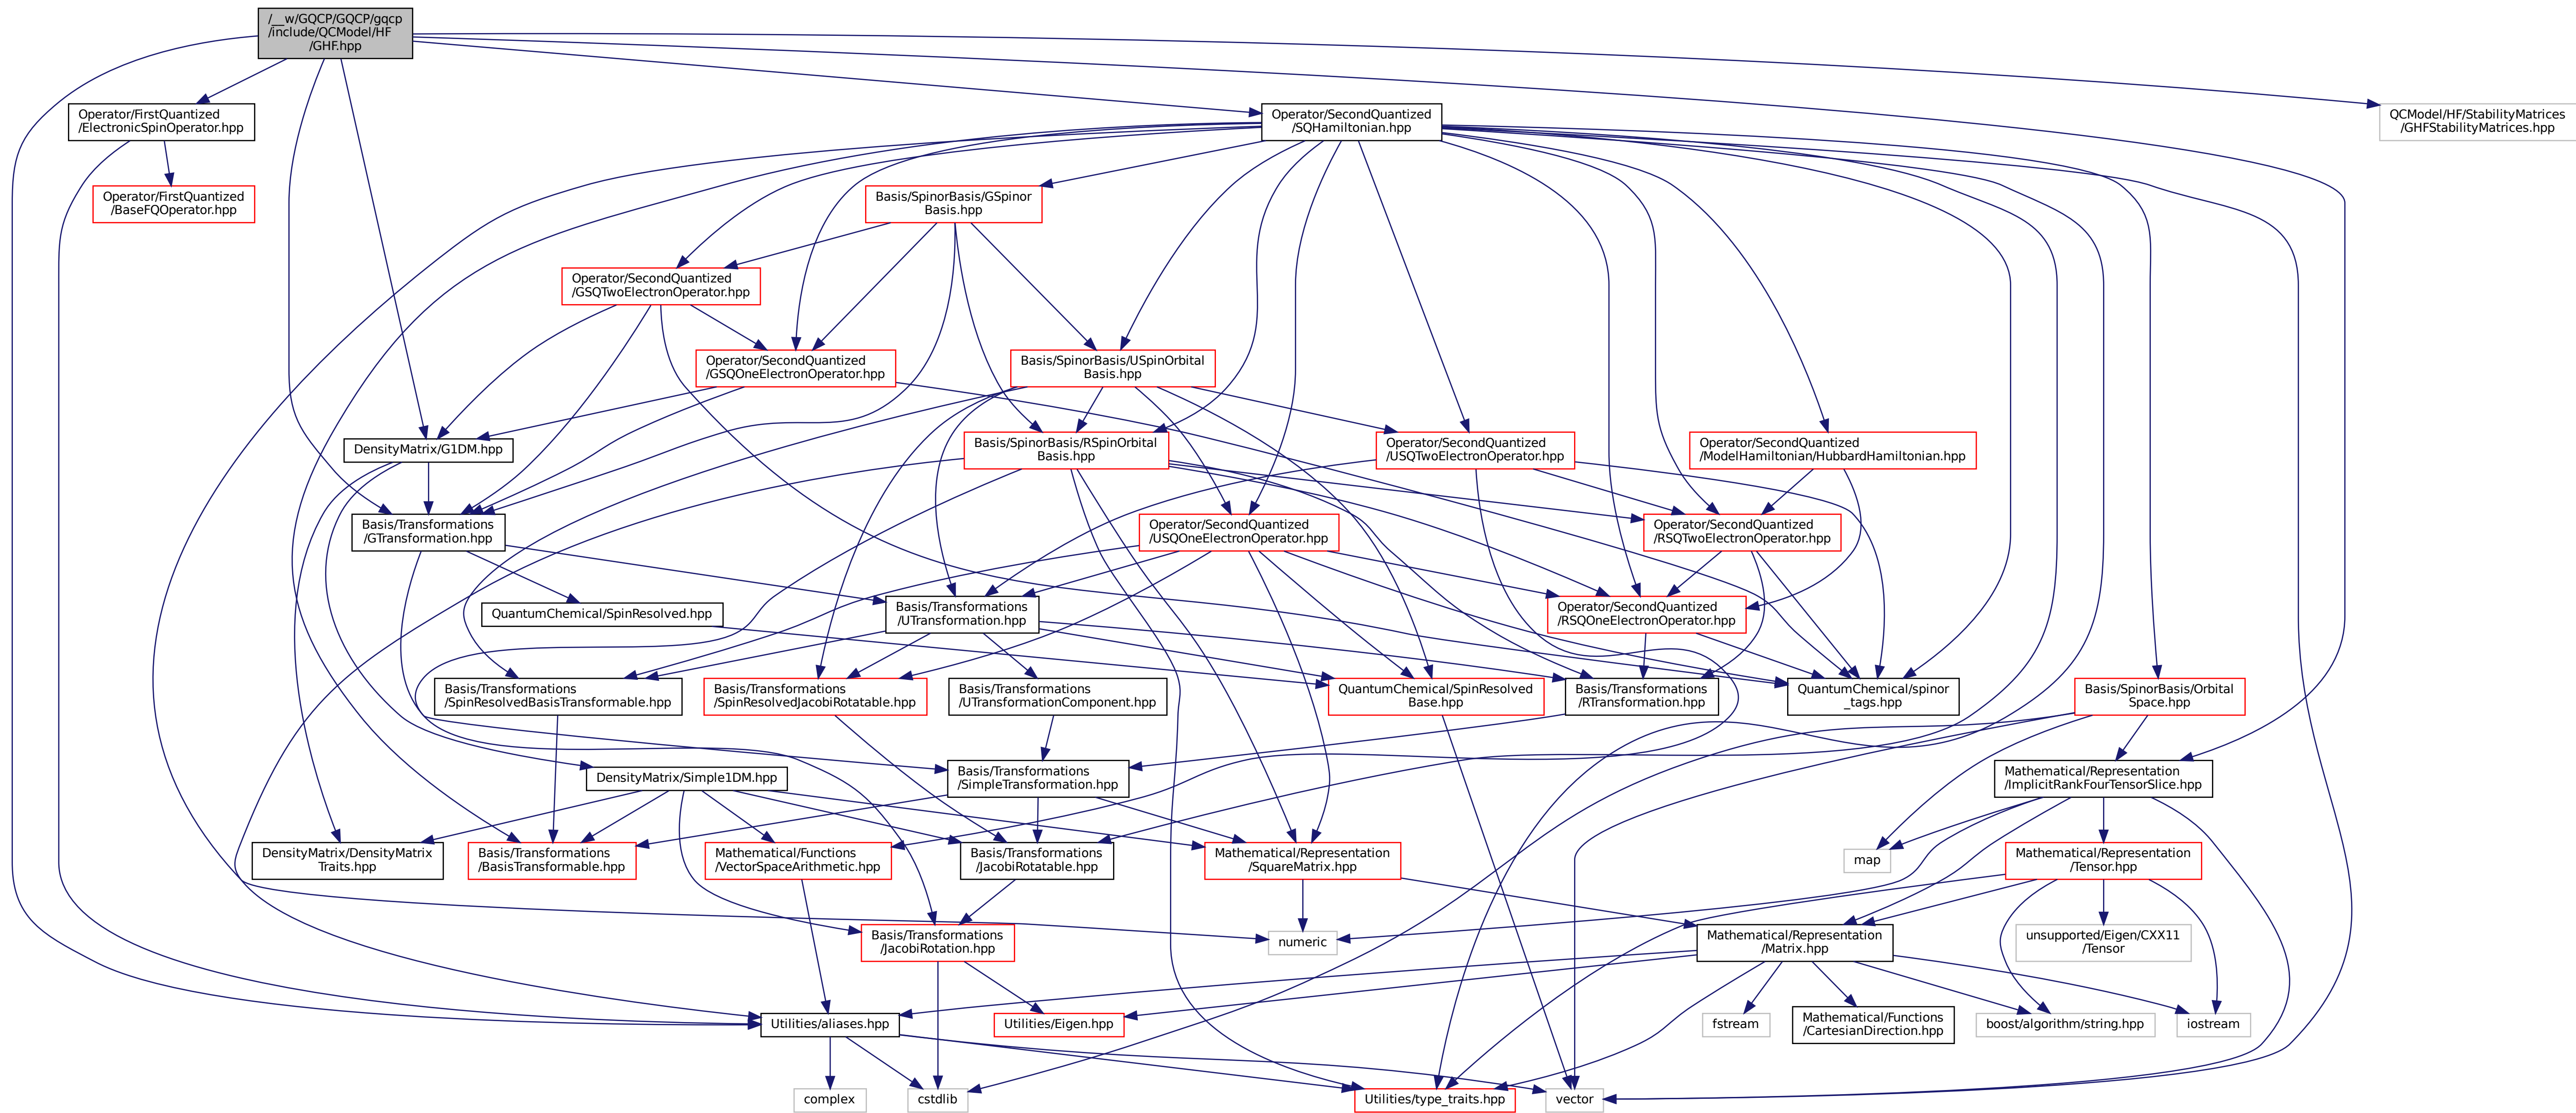 /__w/GQCP/GQCP/gqcp
/include/QCModel/HF
/GHF.hpp
Operator/FirstQuantized
/ElectronicSpinOperator.hpp
Operator/SecondQuantized
/SQHamiltonian.hpp
QCModel/HF/StabilityMatrices
/GHFStabilityMatrices.hpp
Operator/FirstQuantized
/BaseFQOperator.hpp
Basis/SpinorBasis/GSpinor
Basis.hpp
Operator/SecondQuantized
/GSQTwoElectronOperator.hpp
Operator/SecondQuantized
/GSQOneElectronOperator.hpp
Basis/SpinorBasis/USpinOrbital
Basis.hpp
DensityMatrix/G1DM.hpp
Basis/SpinorBasis/RSpinOrbital
Basis.hpp
Operator/SecondQuantized
/USQTwoElectronOperator.hpp
Operator/SecondQuantized
/ModelHamiltonian/HubbardHamiltonian.hpp
Basis/Transformations
/GTransformation.hpp
Operator/SecondQuantized
/USQOneElectronOperator.hpp
Operator/SecondQuantized
/RSQTwoElectronOperator.hpp
QuantumChemical/SpinResolved.hpp
Basis/Transformations
/UTransformation.hpp
Operator/SecondQuantized
/RSQOneElectronOperator.hpp
Basis/Transformations
/SpinResolvedBasisTransformable.hpp
Basis/Transformations
/SpinResolvedJacobiRotatable.hpp
Basis/Transformations
/UTransformationComponent.hpp
QuantumChemical/SpinResolved
Base.hpp
Basis/Transformations
/RTransformation.hpp
QuantumChemical/spinor
_tags.hpp
Basis/SpinorBasis/Orbital
Space.hpp
DensityMatrix/Simple1DM.hpp
Basis/Transformations
/SimpleTransformation.hpp
Mathematical/Representation
/ImplicitRankFourTensorSlice.hpp
DensityMatrix/DensityMatrix
Traits.hpp
Basis/Transformations
/BasisTransformable.hpp
Mathematical/Functions
/VectorSpaceArithmetic.hpp
Basis/Transformations
/JacobiRotatable.hpp
Mathematical/Representation
/SquareMatrix.hpp
map
Mathematical/Representation
/Tensor.hpp
Basis/Transformations
/JacobiRotation.hpp
numeric
Mathematical/Representation
/Matrix.hpp
unsupported/Eigen/CXX11
/Tensor
Utilities/aliases.hpp
Utilities/Eigen.hpp
fstream
Mathematical/Functions
/CartesianDirection.hpp
boost/algorithm/string.hpp
iostream
complex
cstdlib
Utilities/type_traits.hpp
vector